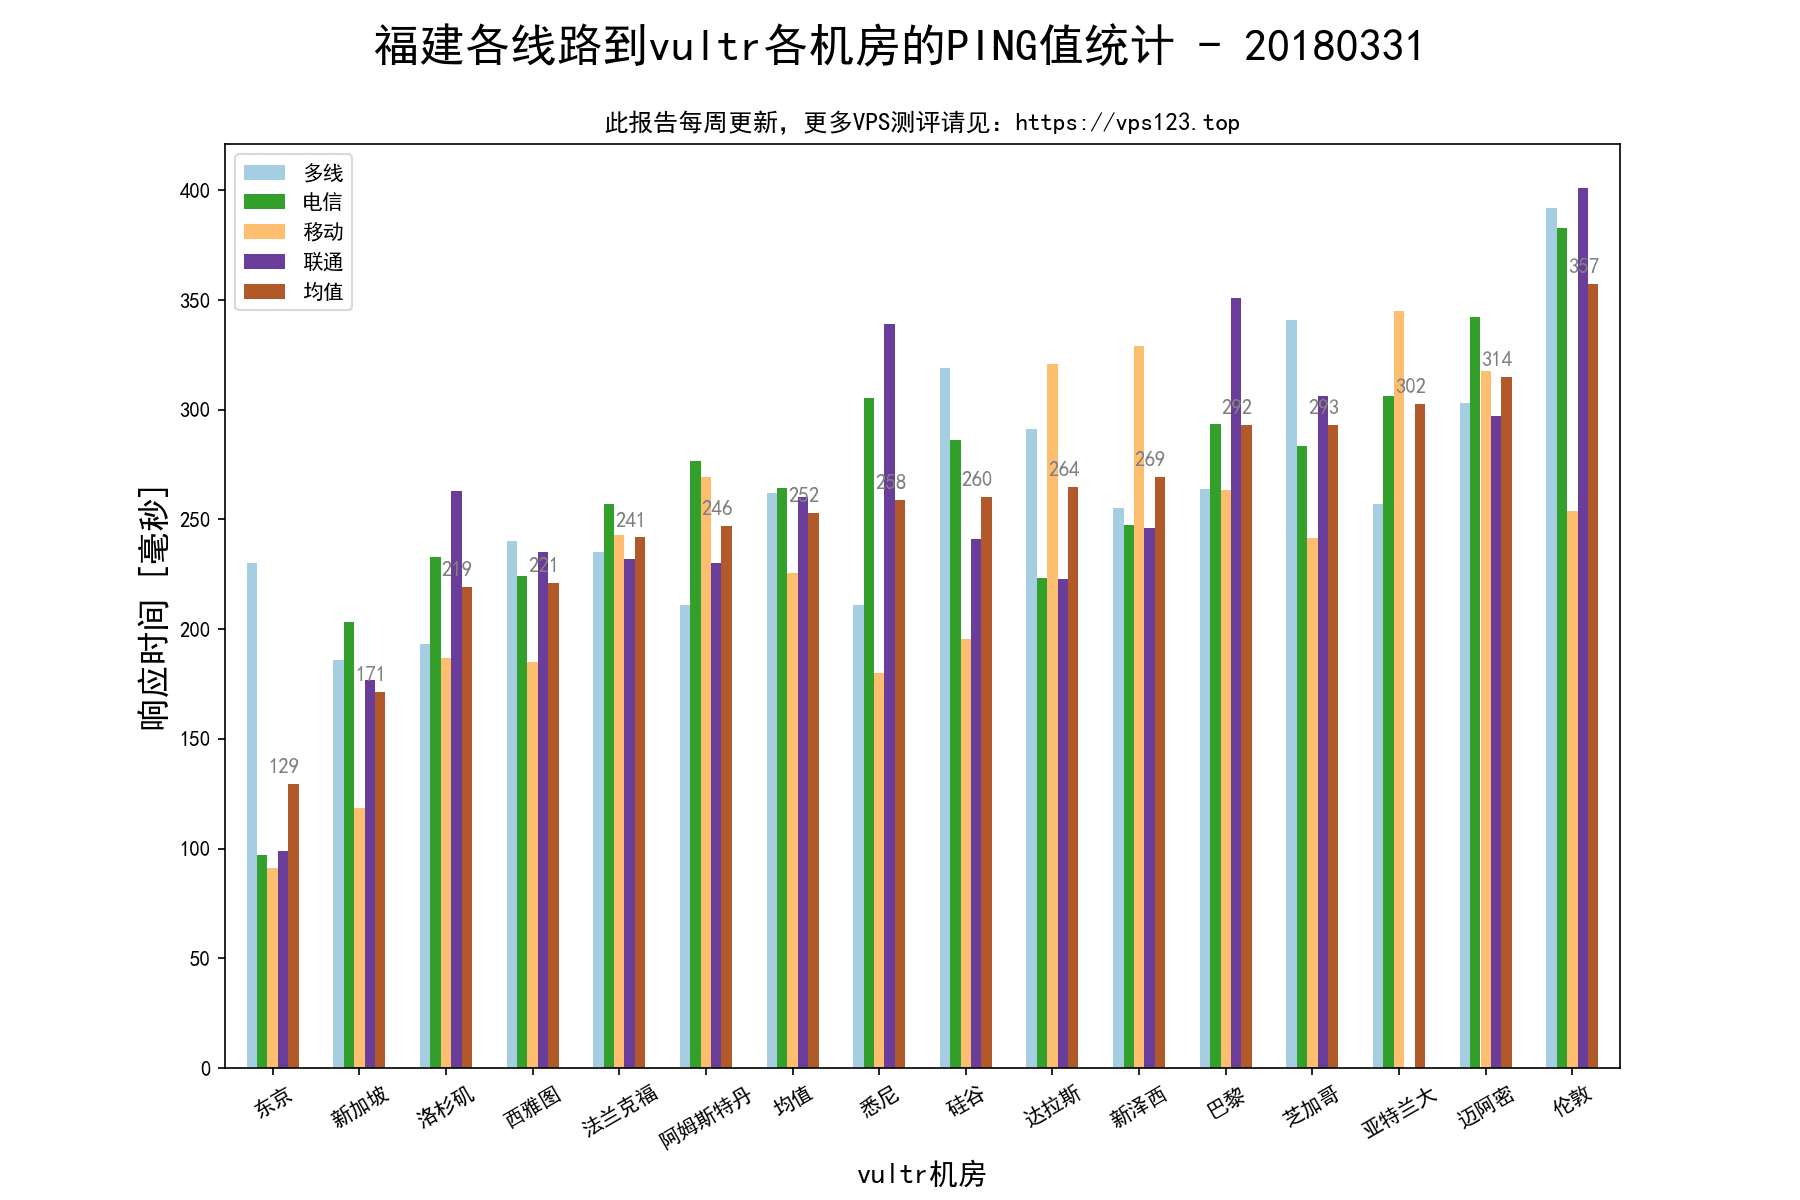 福建各线路到vultr各机房的PING值统计 - 20180331
此报告每周更新，更多VPS测评请见：https://vps123.top
多线
电信
移动
联通
均值
响应时间 [毫秒]
400
350
300
250
200
150
100
50
0
129
171
219
221
241
246
252
258
260
264
269
292
293
302
314
357
东京
新加坡
洛杉矶
西雅图
法兰克福
阿姆斯特丹
均值
悉尼
硅谷
达拉斯
新泽西
巴黎
芝加哥
亚特兰大
迈阿密
伦敦
vultr机房